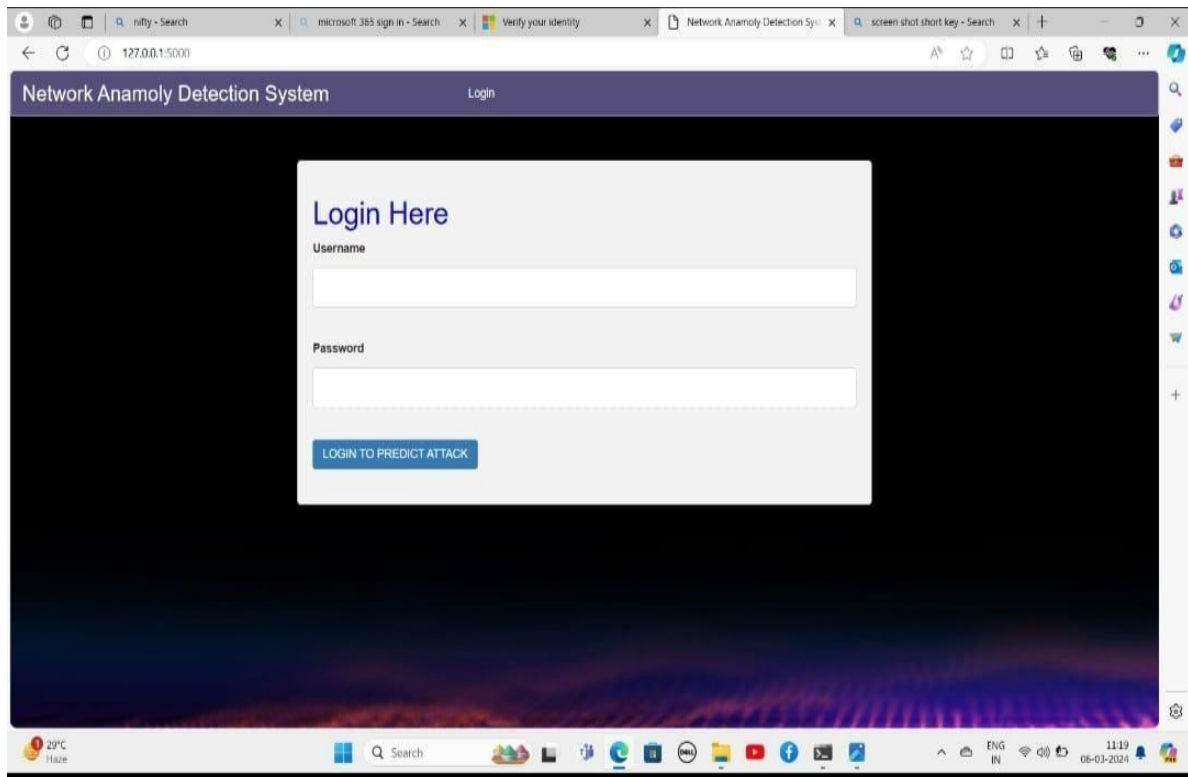 nifty - Search
microsoft 365 sign in - Search
Verify your identity
Network Anamoly Detection Sys
screen shot short key - Search
127.0.0.1:5000
Network Anamoly Detection System
Login
Login Here
Username
Password
LOGIN TO PREDICT ATTACK
29°C
Haze
Search
DELL
ENG
IN
11:19
06-03-2024